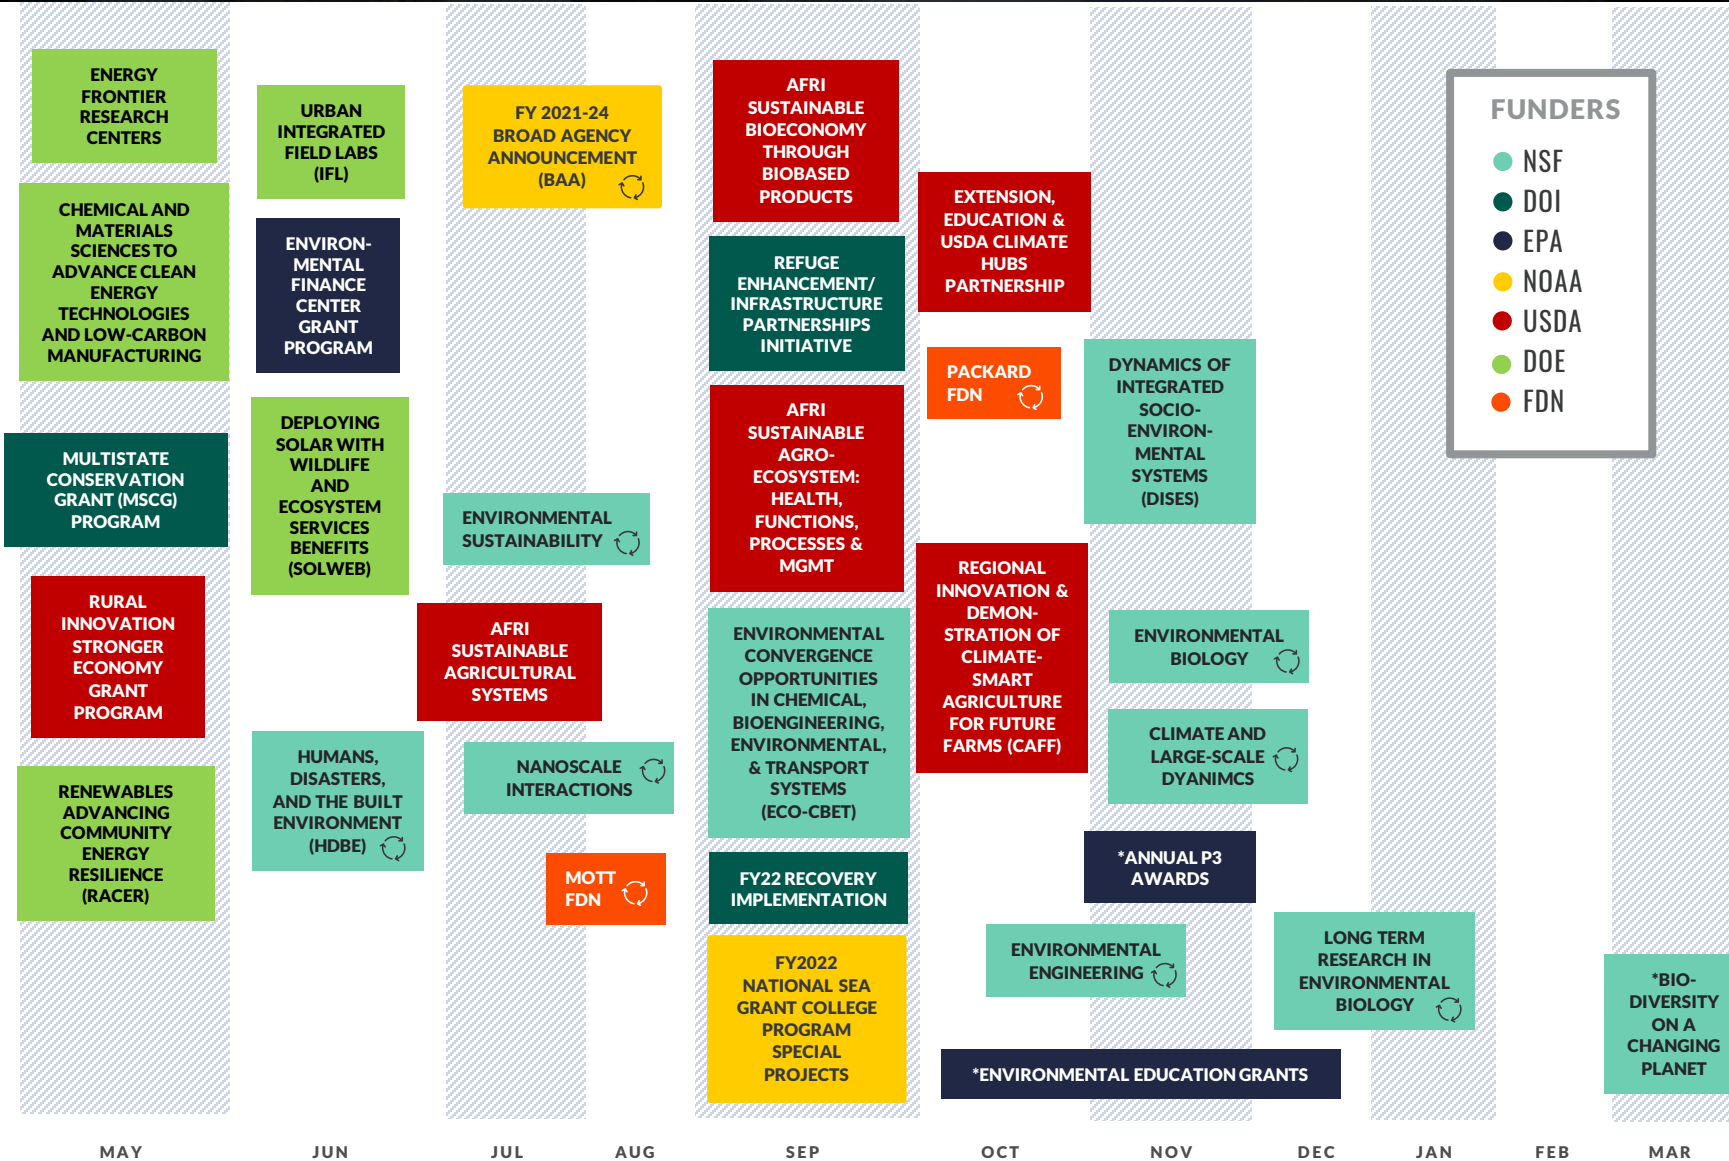 ENERGY
FRONTIER
RESEARCH
CENTERS
CHEMICAL AND
MATERIALS
SCIENCES TO
ADVANCE CLEAN
ENERGY
TECHNOLOGIES
AND LOW-CARBON
MANUFACTURING
MULTISTATE
CONSERVATION
GRANT (MSCG)
PROGRAM
RURAL
INNOVATION
STRONGER
ECONOMY
GRANT
PROGRAM
RENEWABLES
ADVANCING
COMMUNITY
ENERGY
RESILIENCE
(RACER)
URBAN
INTEGRATED
FIELD LABS
(IFL)
ENVIRON-
MENTAL
FINANCE
CENTER
GRANT
PROGRAM
DEPLOYING
SOLAR WITH
WILDLIFE
AND
ECOSYSTEM
SERVICES
BENEFITS
(SOLWEB)
HUMANS,
DISASTERS,
AND THE BUILT
ENVIRONMENT
(HDBE)
FY 2021-24
BROAD AGENCY
ANNOUNCEMENT
(BAA)
ENVIRONMENTAL
SUSTAINABILITY
AFRI
SUSTAINABLE
AGRICULTURAL
SYSTEMS
NANOSCALE
INTERACTIONS
MOTT
FDN
AFRI
SUSTAINABLE
BIOECONOMY
THROUGH
BIOBASED
PRODUCTS
REFUGE
ENHANCEMENT/
INFRASTRUCTURE
PARTNERSHIPS
INITIATIVE
AFRI
SUSTAINABLE
AGRO-
ECOSYSTEM:
HEALTH,
FUNCTIONS,
PROCESSES &
MGMT
ENVIRONMENTAL
CONVERGENCE
OPPORTUNITIES
IN CHEMICAL,
BIOENGINEERING,
ENVIRONMENTAL,
& TRANSPORT
SYSTEMS
(ECO-CBET)
FY22 RECOVERY
IMPLEMENTATION
FY2022
NATIONAL SEA
GRANT COLLEGE
PROGRAM
SPECIAL
PROJECTS
EXTENSION,
EDUCATION &
USDA CLIMATE
HUBS
PARTNERSHIP
PACKARD
FDN
REGIONAL
INNOVATION &
DEMON-
STRATION OF
CLIMATE-
SMART
AGRICULTURE
FOR FUTURE
FARMS (CAFF)
ENVIRONMENTAL
ENGINEERING
*ENVIRONMENTAL EDUCATION GRANTS
DYNAMICS OF
INTEGRATED
SOCIO-
ENVIRON-
MENTAL
SYSTEMS
(DISES)
ENVIRONMENTAL
BIOLOGY
CLIMATE AND
LARGE-SCALE
DYANIMCS
*ANNUAL P3
AWARDS
LONG TERM
RESEARCH IN
ENVIRONMENTAL
BIOLOGY
*BIO-
DIVERSITY
ON A
CHANGING
PLANET
FUNDERS
NSF
DOI
EPA
NOAA
USDA
DOE
FDN
MAY JUN JUL AUG SEP OCT NOV DEC JAN FEB MAR